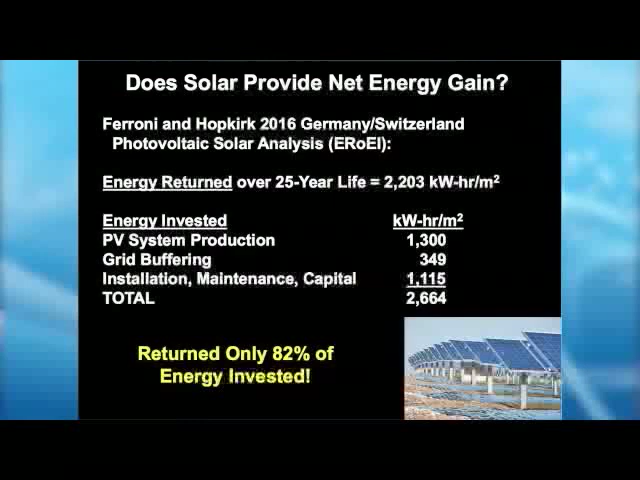 Does Solar Provide Net Energy Gain?
Ferroni and Hopkirk 2016 Germany/Switzerland
Photovoltaic Solar Analysis (ERoEI):
Energy Returned over 25-Year Life = 2,203 kW-hr/m²
Energy Invested kW-hr/m²
PV System Production 1,300
Grid Buffering 349
Installation, Maintenance, Capital 1,115
TOTAL 2,664
Returned Only 82% of
Energy Invested!